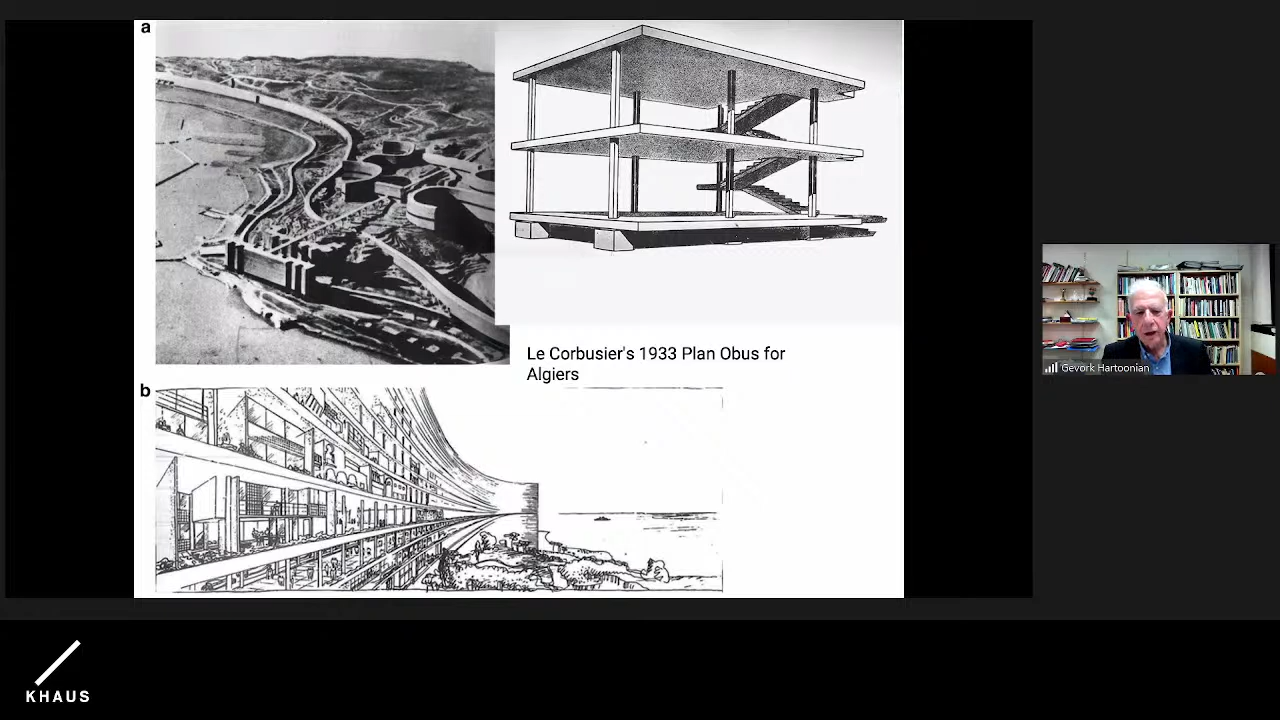 a
Le Corbusier's 1933 Plan Obus for
Algiers
b
Gevork Hartoonian
KHAUS